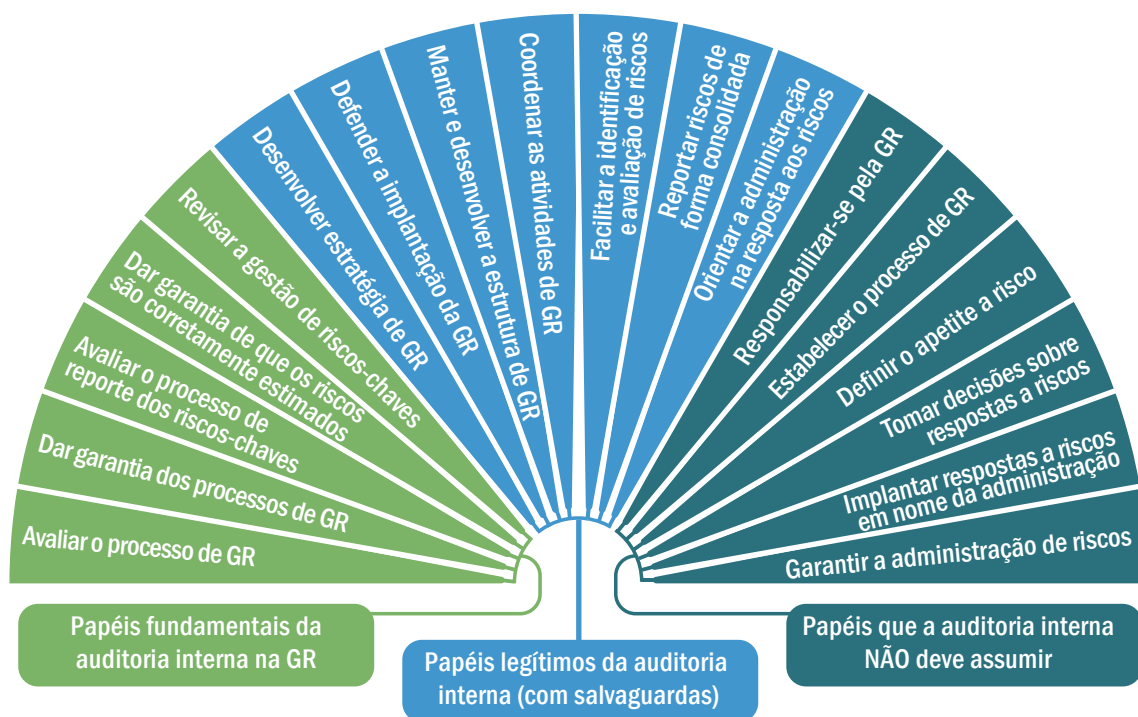 Avaliar o processo de GR
Dar garantia dos processos de GR
Avaliar o processo de
reporte dos riscos-chaves
Dar garantia de que os riscos
são corretamente estimados
Revisar a gestão de riscos-chaves
Desenvolver estratégia de GR
Defender a implantação da GR
Manter e desenvolver a estrutura de GR
Coordenar as atividades de GR
Facilitar a identificação
e avaliação de riscos
Reportar riscos de
forma consolidada
Orientar a administração
na resposta aos riscos
Responsabilizar-se pela GR
Estabelecer o processo de GR
Definir o apetite a risco
Tomar decisões sobre
respostas a riscos
Implantar respostas a riscos
em nome da administração
Garantir a administração de riscos
Papéis fundamentais da
auditoria interna na GR
Papéis legítimos da auditoria
interna (com salvaguardas)
Papéis que a auditoria interna
NÃO deve assumir